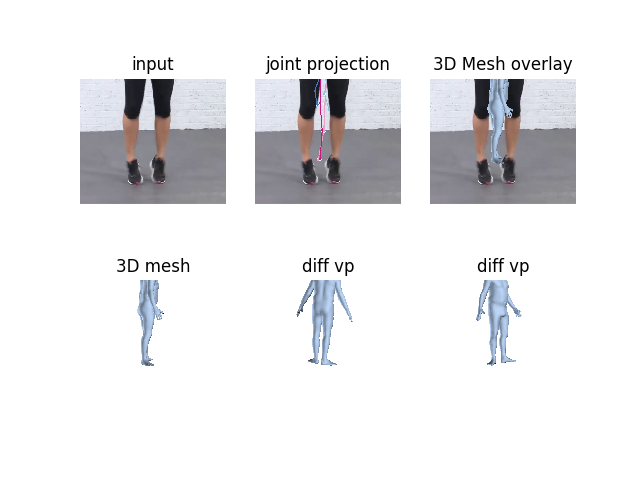 input
joint projection
3D Mesh overlay
3D mesh
diff vp
diff vp